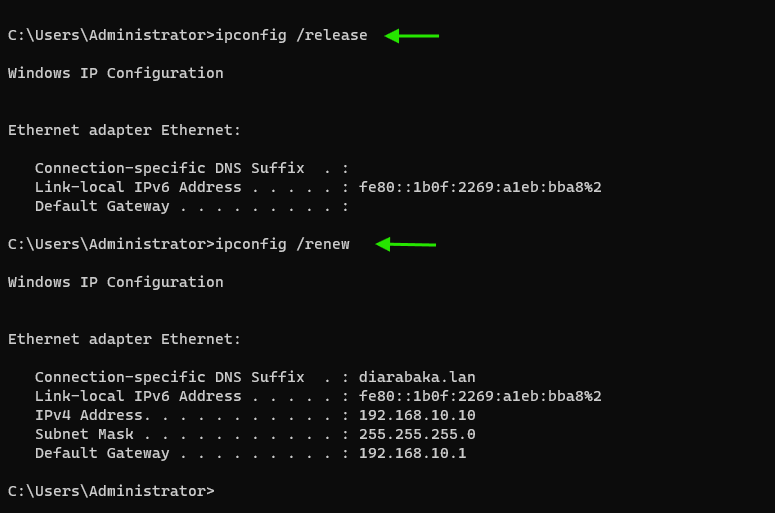 C:\Users\Administrator>ipconfig /release
Windows IP Configuration
Ethernet adapter Ethernet:
   Connection-specific DNS Suffix  . :
   Link-local IPv6 Address . . . . . : fe80::1b0f:2269:a1eb:bba8%2
   Default Gateway . . . . . . . . . :
C:\Users\Administrator>ipconfig /renew
Windows IP Configuration
Ethernet adapter Ethernet:
   Connection-specific DNS Suffix  . : diarabaka.lan
   Link-local IPv6 Address . . . . . : fe80::1b0f:2269:a1eb:bba8%2
   IPv4 Address. . . . . . . . . . . : 192.168.10.10
   Subnet Mask . . . . . . . . . . . : 255.255.255.0
   Default Gateway . . . . . . . . . : 192.168.10.1
C:\Users\Administrator>